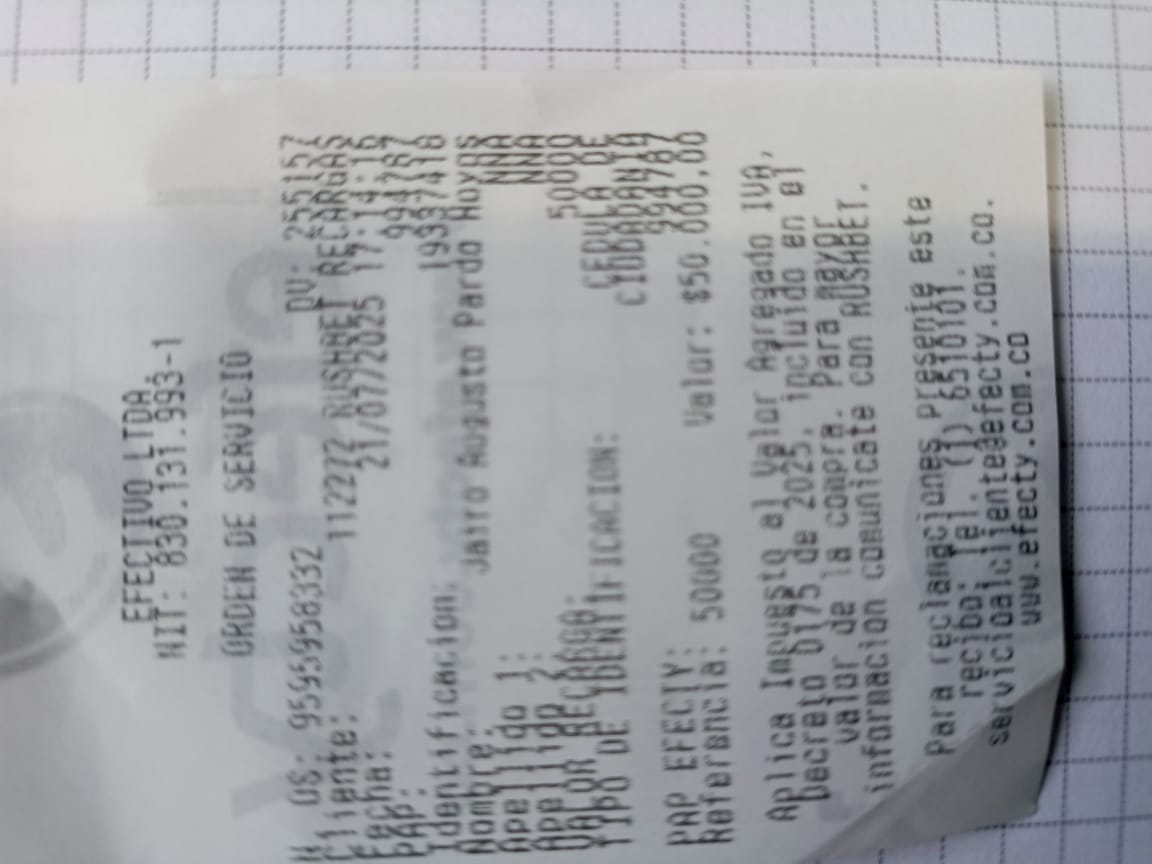 EFECTIVO LTDA
NIT: 830.131.993-1
ORDEN DE SERVICIO
N OS: 9595958332 DV: 255157
Cliente: 112272 RUSHBET RECARGAS
Fecha: 21/07/2025 17:14:16
PAP: 994787
Identificacion: 19397418
Nombre: Jairo Augusto Pardo Hoyos
Apellido 1: NNA
Apellido 2: NNA
VALOR RECARGA: 50000
TIPO DE IDENTIFICACION: CEDULA DE
CIUDADANIA
PAP EFECTY: 994787
Referencia: 50000 Valor: $50.000,00
Aplica Impuesto al Valor Agregado IVA,
Decreto 0175 de 2025, incluido en el
valor de la compra. Para mayor
informacion comunicate con RUSHBET.
Para reclamaciones presente este
recibo: Tel. (1) 6510101.
servicioalcliente@efecty.com.co.
www.efecty.com.co